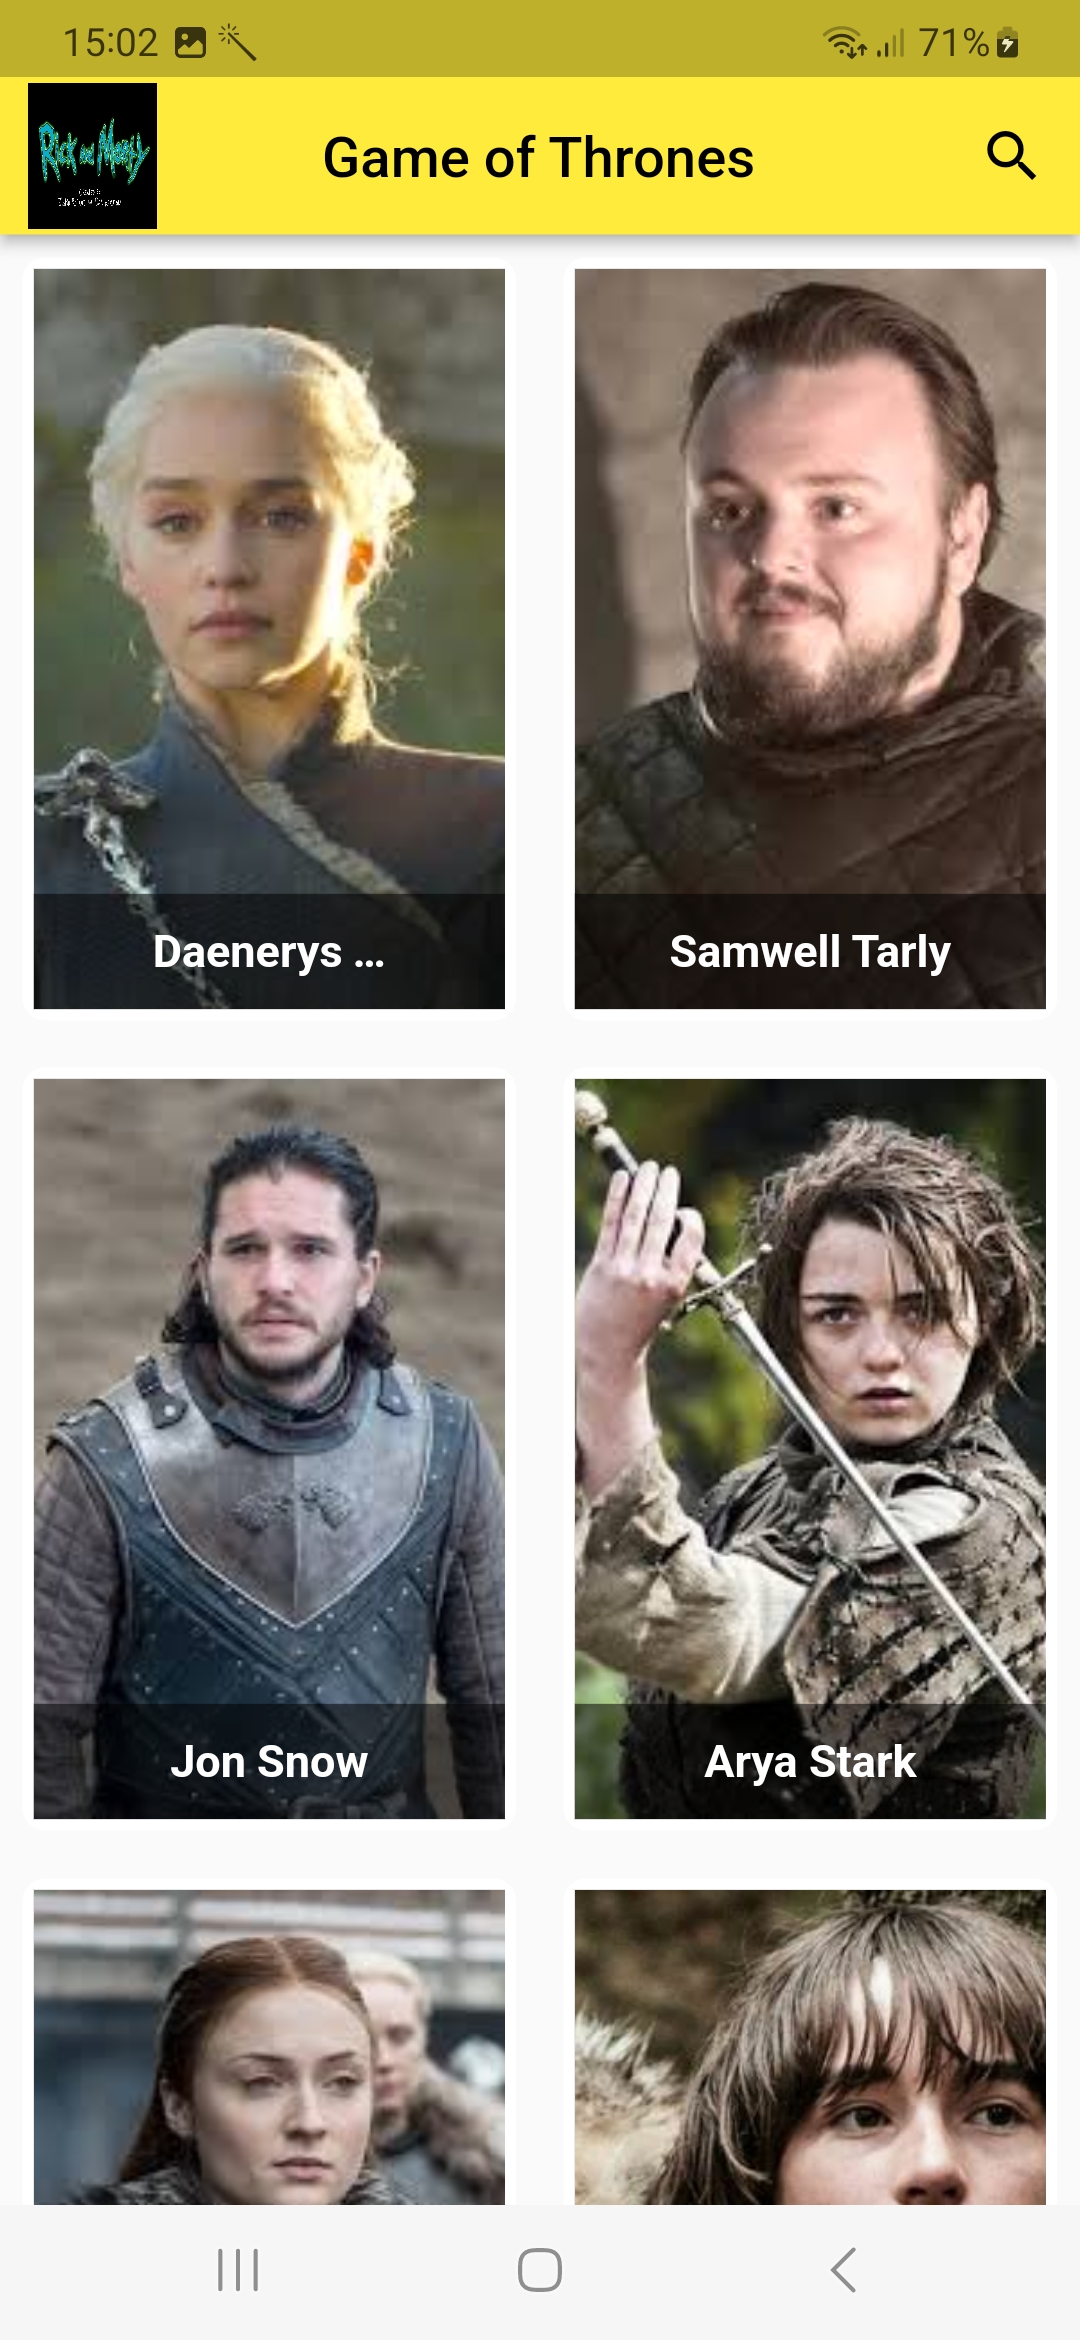 15:02
71%
Rick and Morty
Game of Thrones
Daenerys ...
Samwell Tarly
Jon Snow
Arya Stark